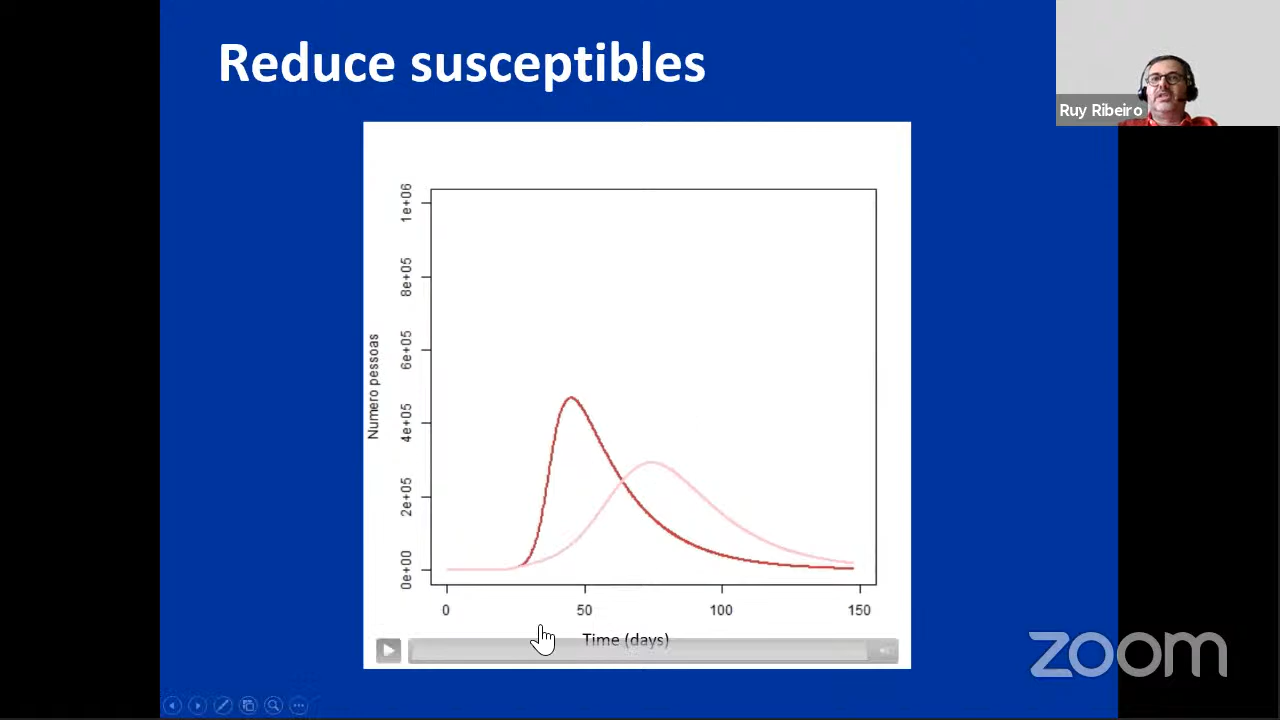 Reduce susceptibles
Ruy Ribeiro
1e+06
8e+05
6e+05
4e+05
2e+05
0e+00
Numero pessoas
0 50 100 150
Time (days)
zoom